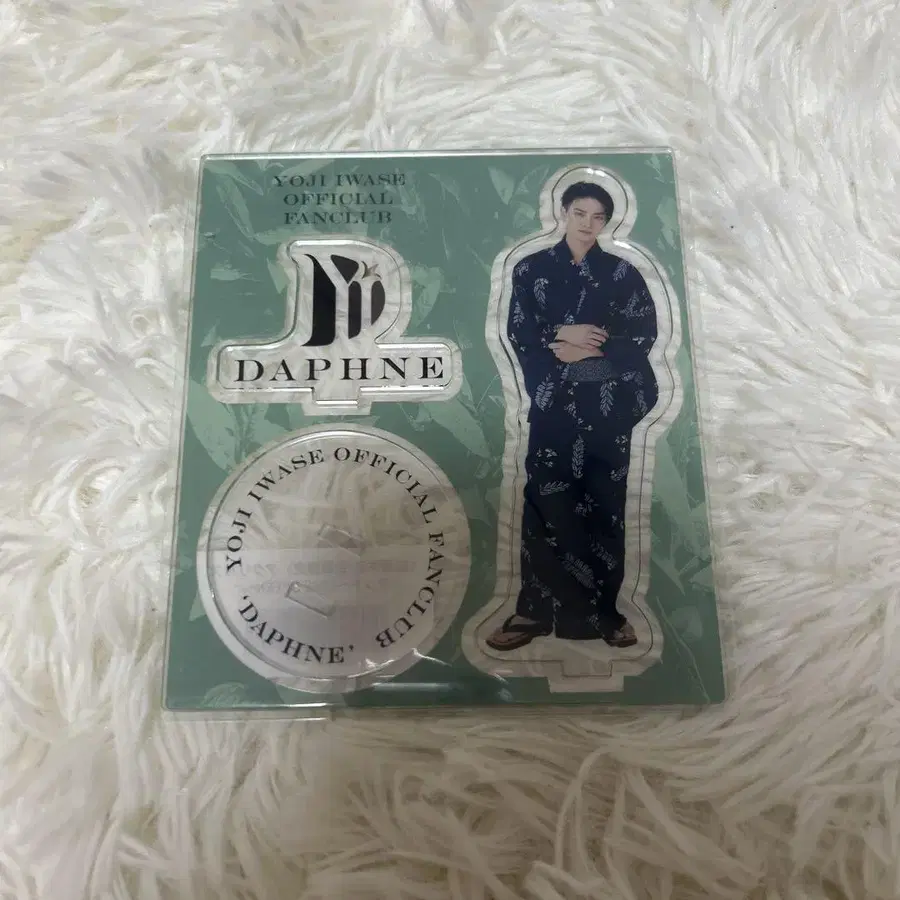 YOJI IWASE
OFFICIAL
FANCLUB
DAPHNE
YOJI IWASE OFFICIAL FANCLUB
'DAPHNE'